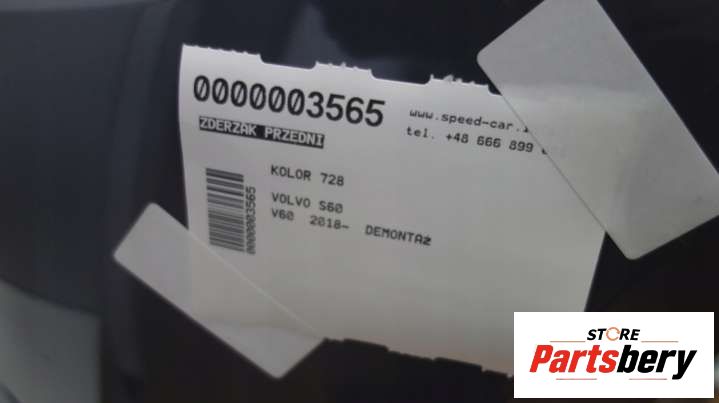 0000003565
ZDERZAK PRZEDNI
www.speed-car.
tel. +48 666 899
KOLOR 728
VOLVO S60
V60 2018- DEMONTAŻ
0000003565
STORE
Partsbery